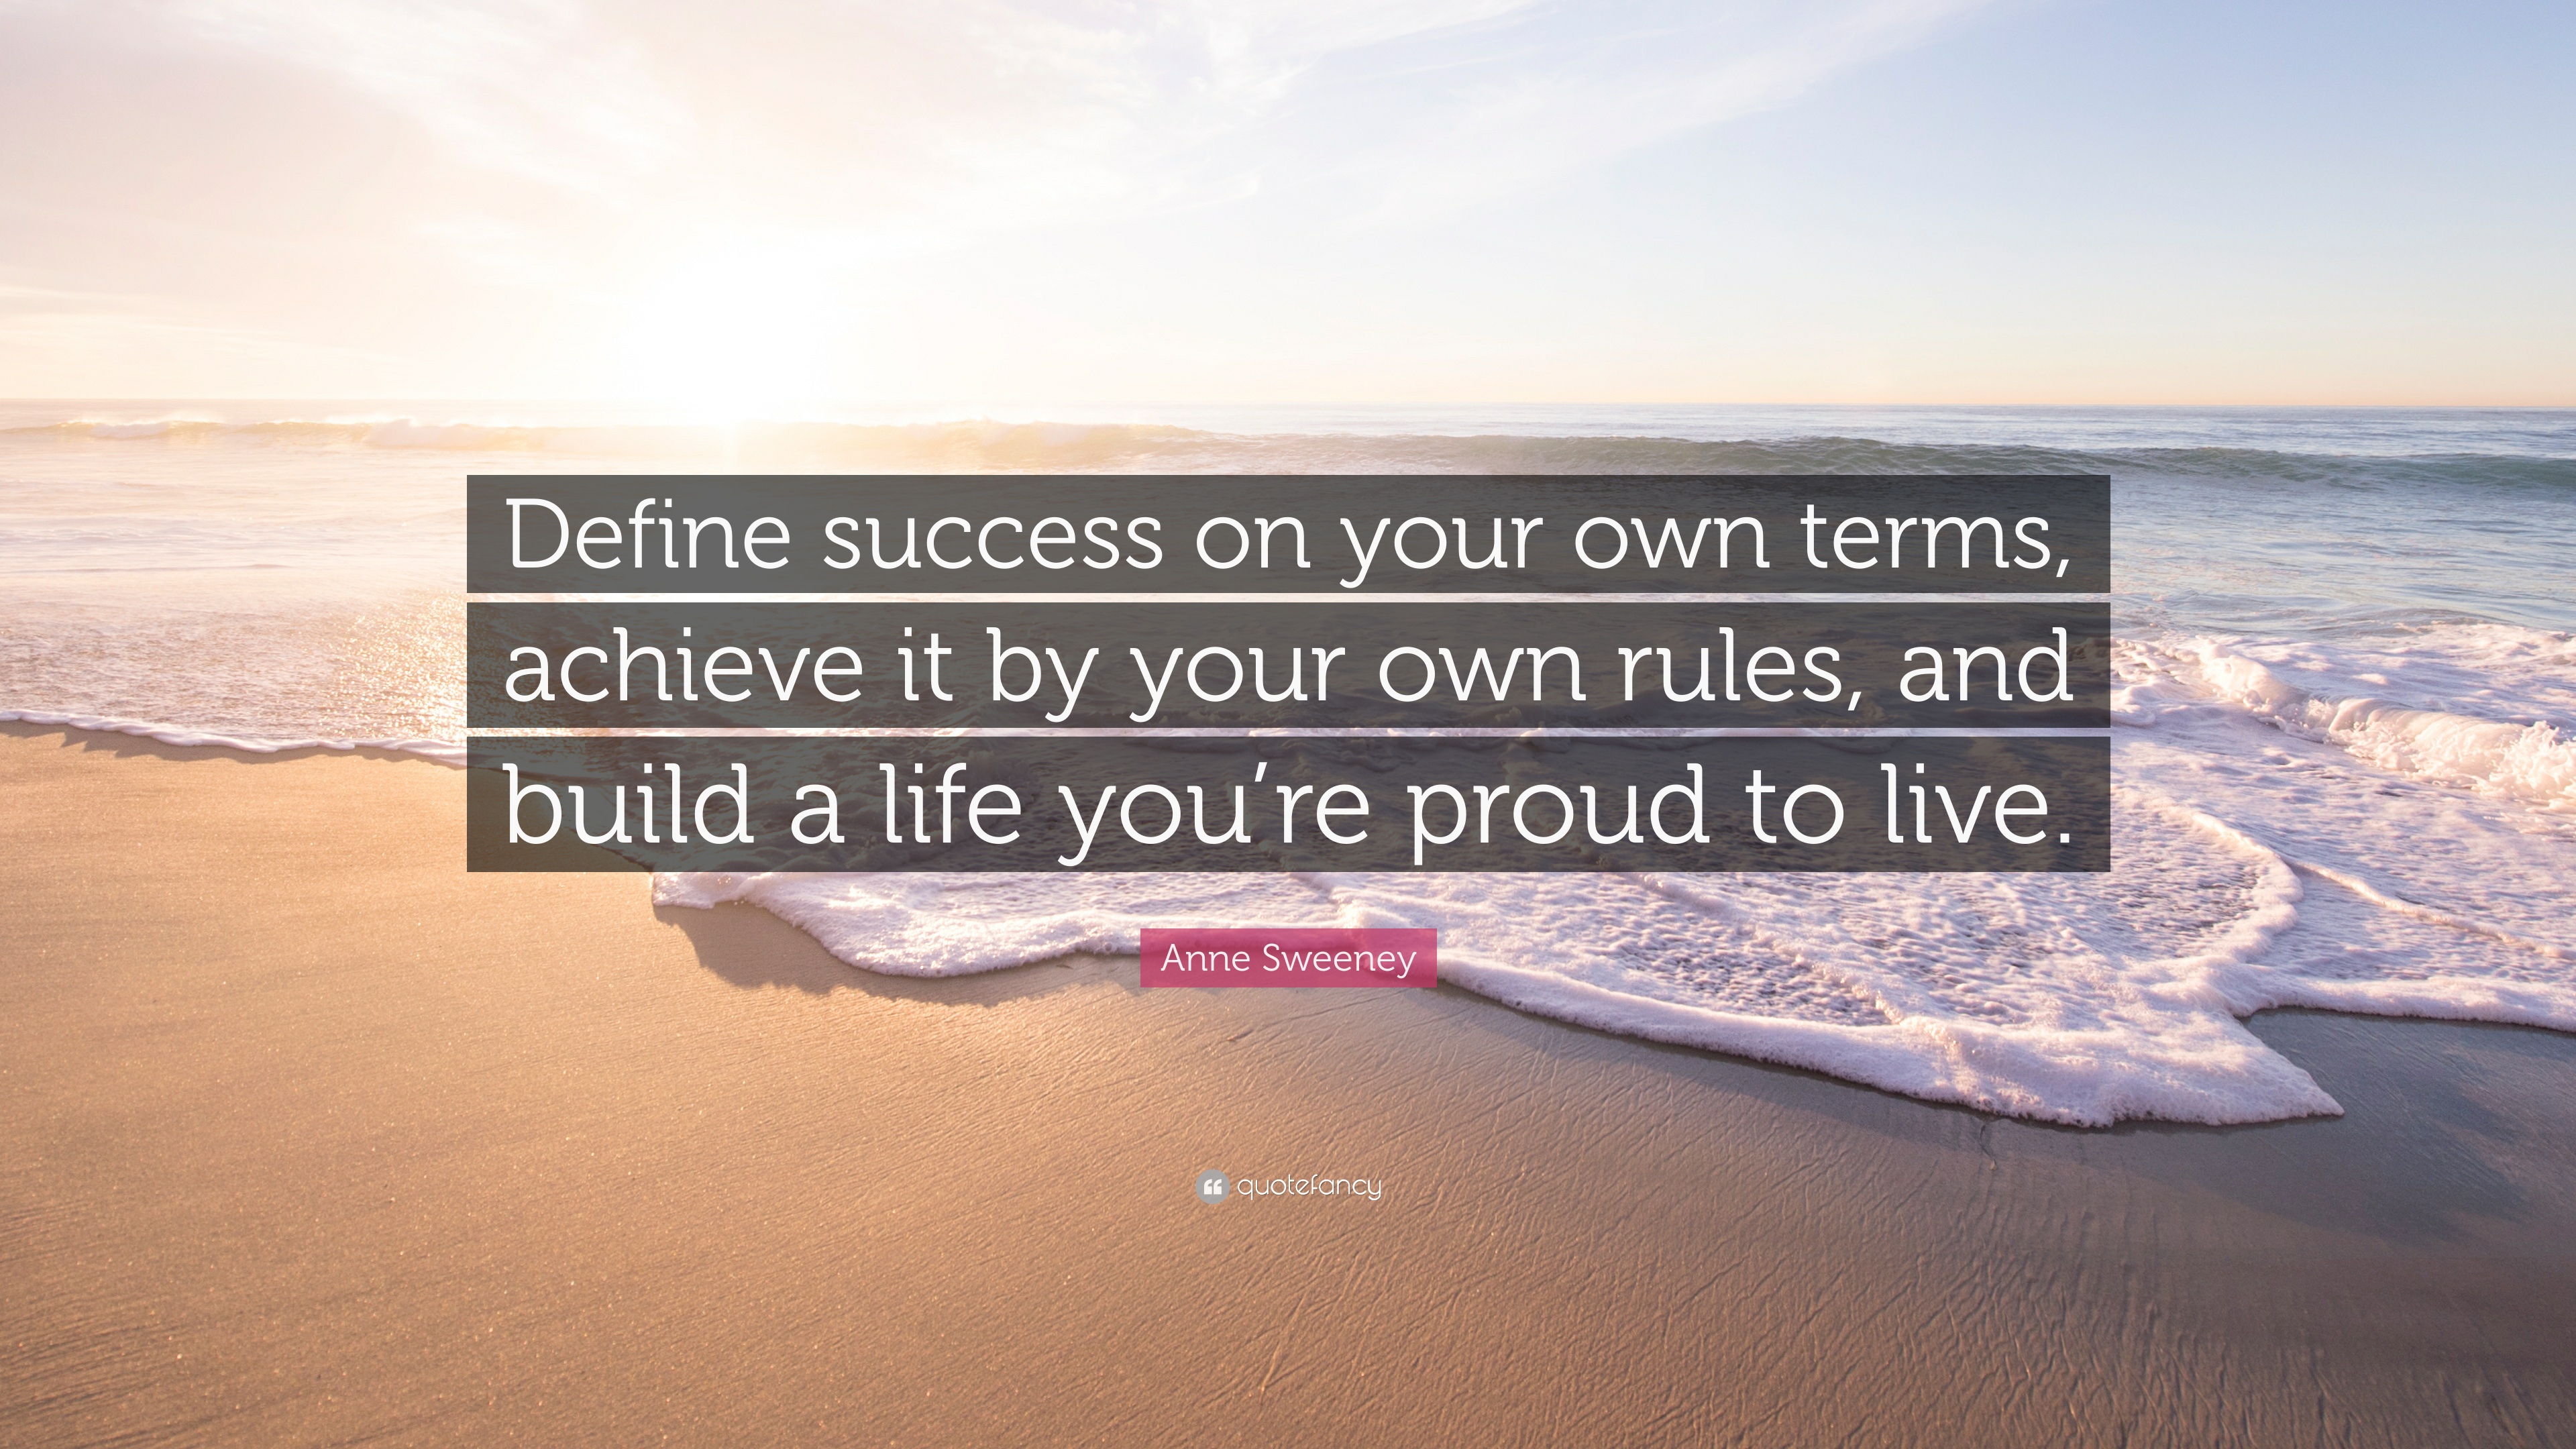 Define success on your own terms,
achieve it by your own rules, and
build a life you’re proud to live.
Anne Sweeney
quotefancy